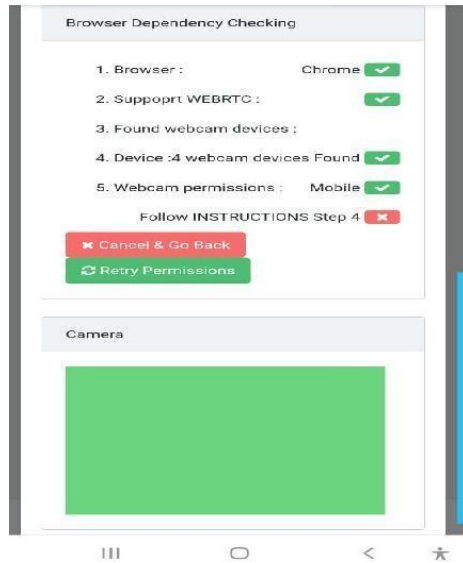 Browser Dependency Checking
1. Browser : Chrome
2. Suppoprt WEBRTC :
3. Found webcam devices :
4. Device :4 webcam devices Found
5. Webcam permissions : Mobile
Follow INSTRUCTIONS Step 4
Cancel & Go Back
Retry Permissions
Camera